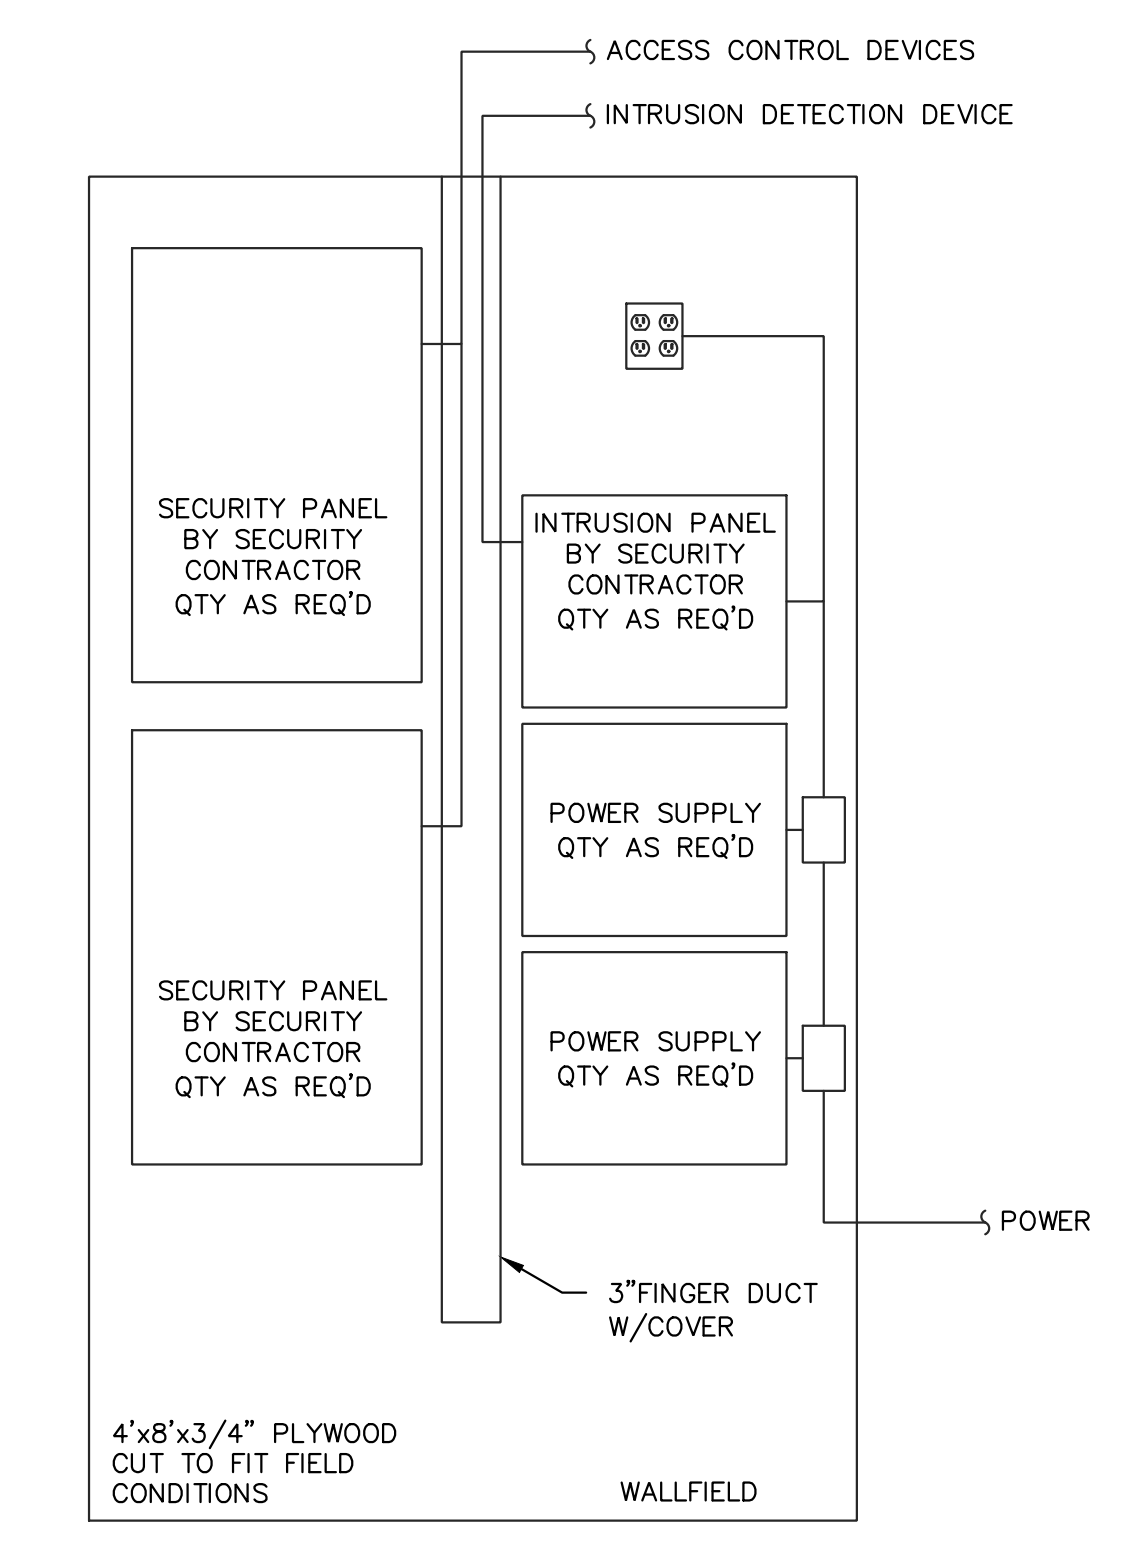 ACCESS CONTROL DEVICES
INTRUSION DETECTION DEVICE
SECURITY PANEL
BY SECURITY
CONTRACTOR
QTY AS REQ'D
INTRUSION PANEL
BY SECURITY
CONTRACTOR
QTY AS REQ'D
POWER SUPPLY
QTY AS REQ'D
SECURITY PANEL
BY SECURITY
CONTRACTOR
QTY AS REQ'D
POWER SUPPLY
QTY AS REQ'D
POWER
3"FINGER DUCT
W/COVER
4'x8'x3/4" PLYWOOD
CUT TO FIT FIELD
CONDITIONS
WALLFIELD